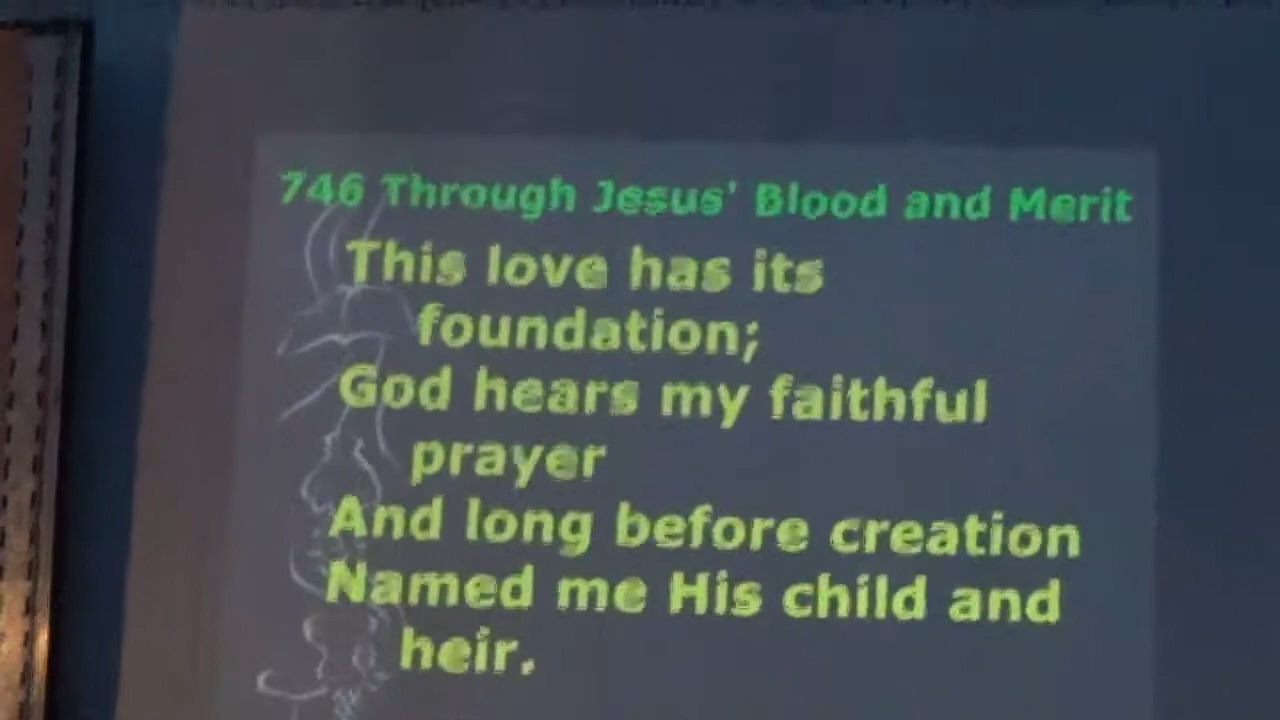 746 Through Jesus' Blood and Merit
This love has its
foundation;
God hears my faithful
prayer
And long before creation
Named me His child and
heir.